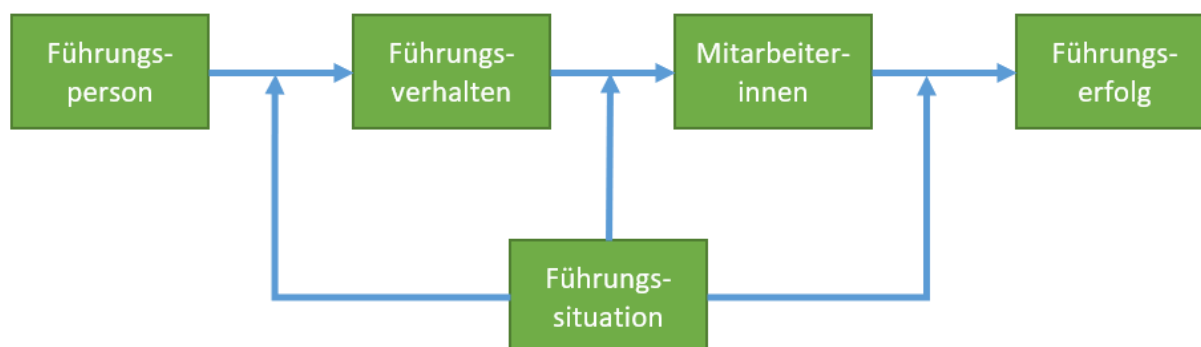 Führungs-
person
Führungs-
verhalten
Mitarbeiter-
innen
Führungs-
erfolg
Führungs-
situation